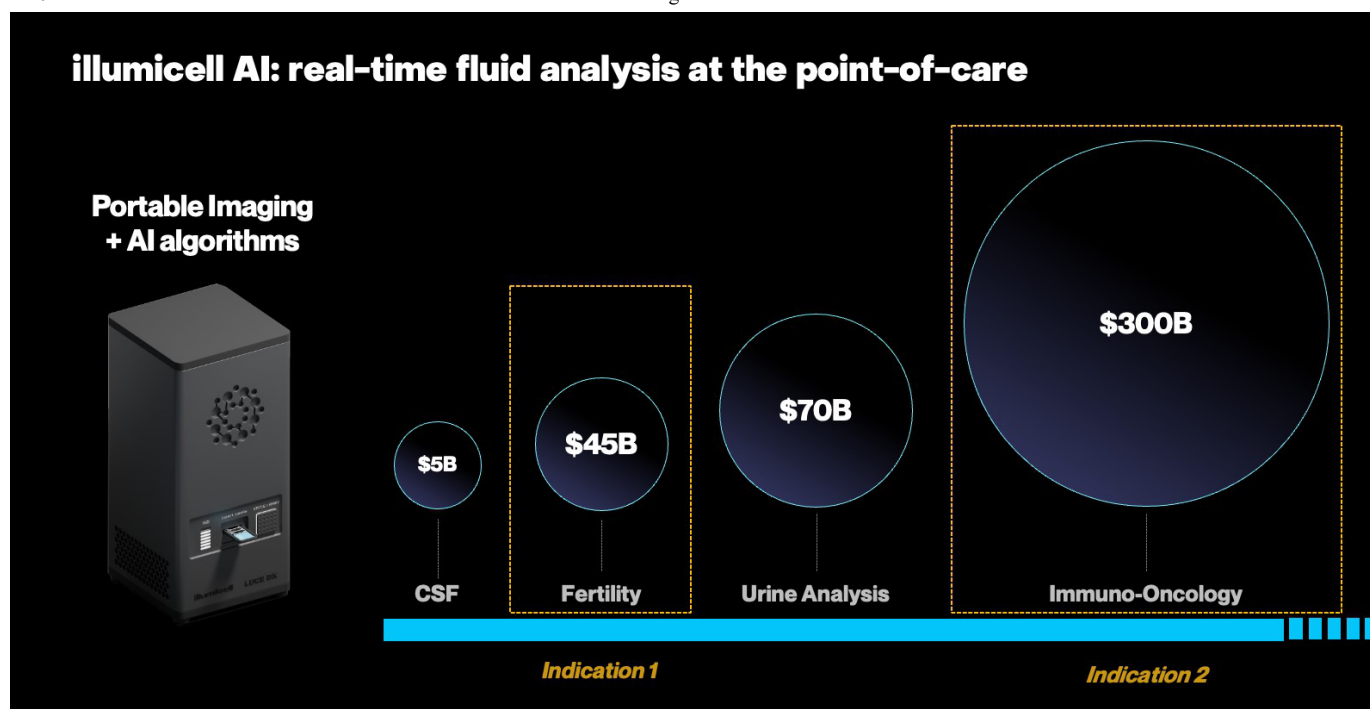 illumicell AI: real-time fluid analysis at the point-of-care
Portable Imaging
+ AI algorithms
$5B
$45B
$70B
$300B
CSF
Fertility
Urine Analysis
Immuno-Oncology
illumicell
Indication 1
Indication 2